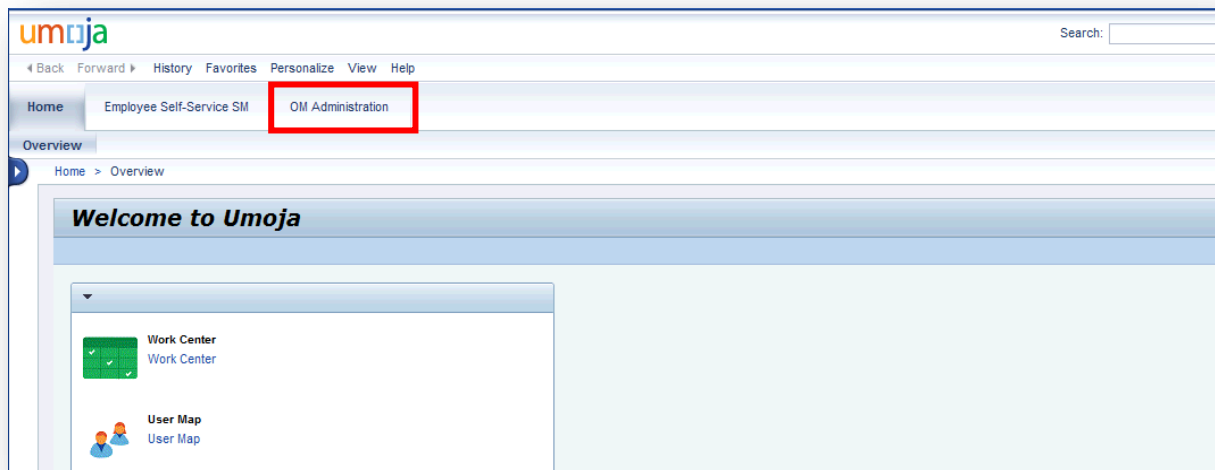 umoja
Search:
Back Forward History Favorites Personalize View Help
Home Employee Self-Service SM OM Administration
Overview
Home > Overview
Welcome to Umoja
Work Center
Work Center
User Map
User Map